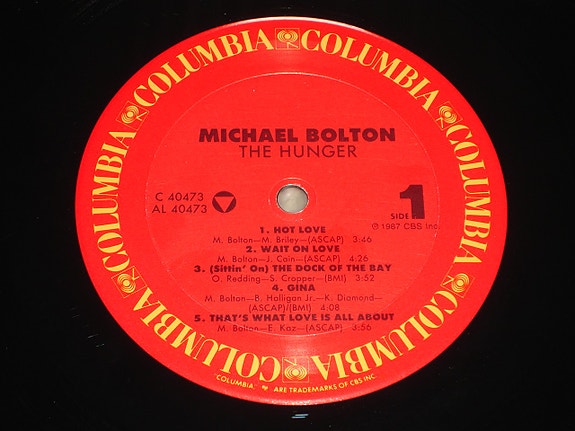 COLUMBIA COLUMBIA COLUMBIA COLUMBIA COLUMBIA COLUMBIA COLUMBIA
MICHAEL BOLTON
THE HUNGER
C 40473
AL 40473
SIDE 1
℗ 1987 CBS Inc.
1. HOT LOVE
M. Bolton—M. Briley—(ASCAP) 3:46
2. WAIT ON LOVE
M. Bolton—J. Cain—(ASCAP) 4:26
3. (Sittin' On) THE DOCK OF THE BAY
O. Redding—S. Cropper—(BMI) 3:52
4. GINA
M. Bolton—B. Halligan Jr.—K. Diamond—
(ASCAP)/(BMI) 4:08
5. THAT'S WHAT LOVE IS ALL ABOUT
M. Bolton—E. Kaz—(ASCAP) 3:56
"COLUMBIA," ARE TRADEMARKS OF CBS INC.